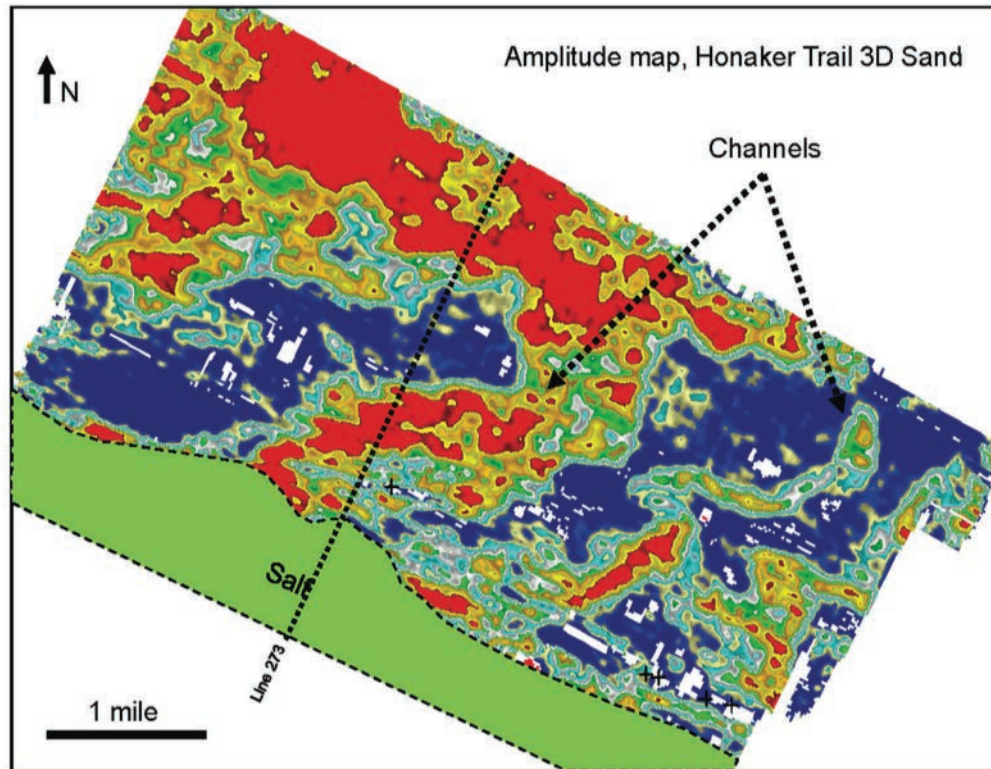 Amplitude map, Honaker Trail 3D Sand
N
Channels
Salt
Line 273
1 mile